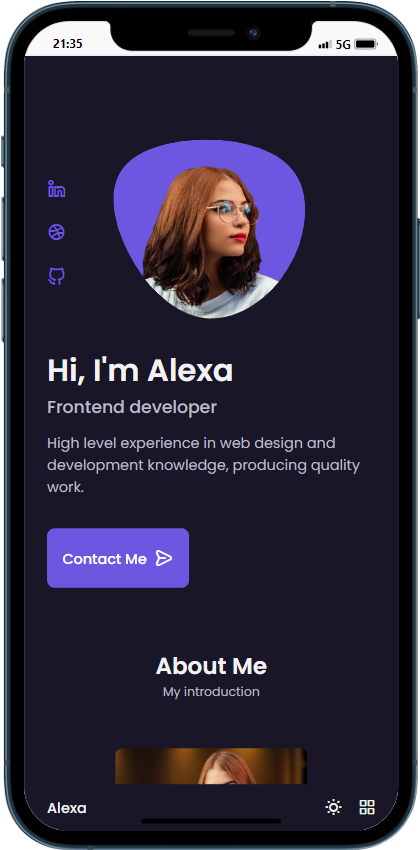 21:35
5G
Hi, I'm Alexa
Frontend developer
High level experience in web design and
development knowledge, producing quality
work.
Contact Me
About Me
My introduction
Alexa